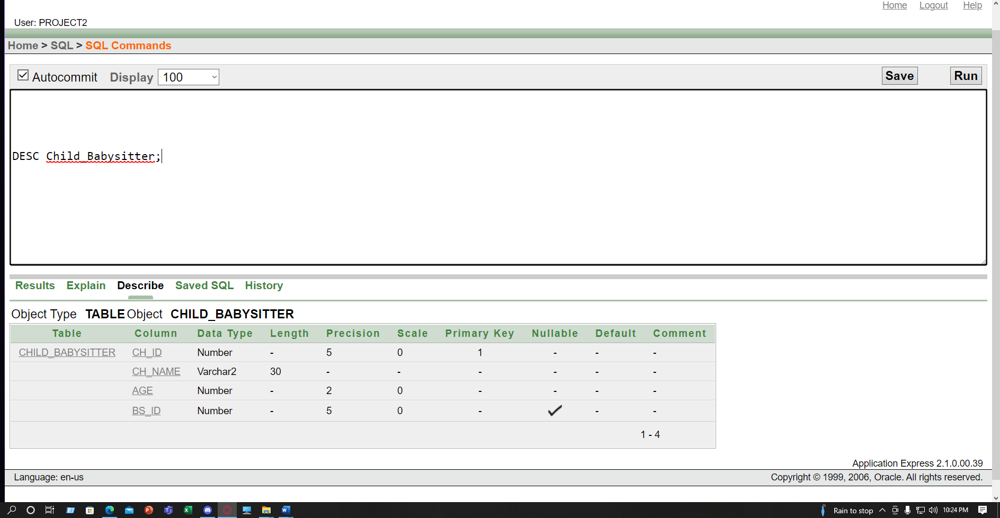 Home Logout Help
User: PROJECT2
Home > SQL > SQL Commands
Autocommit Display 100 Save Run
DESC Child_Babysitter;
Results Explain Describe Saved SQL History
Object Type TABLE Object CHILD_BABYSITTER
Table Column Data Type Length Precision Scale Primary Key Nullable Default Comment
CHILD_BABYSITTER CH_ID Number - 5 0 1 - - -
CH_NAME Varchar2 30 - - - - - -
AGE Number - 2 0 - - - -
BS_ID Number - 5 0 - - -
1 - 4
Application Express 2.1.0.00.39
Language: en-us Copyright © 1999, 2006, Oracle. All rights reserved.
Rain to stop 10:24 PM